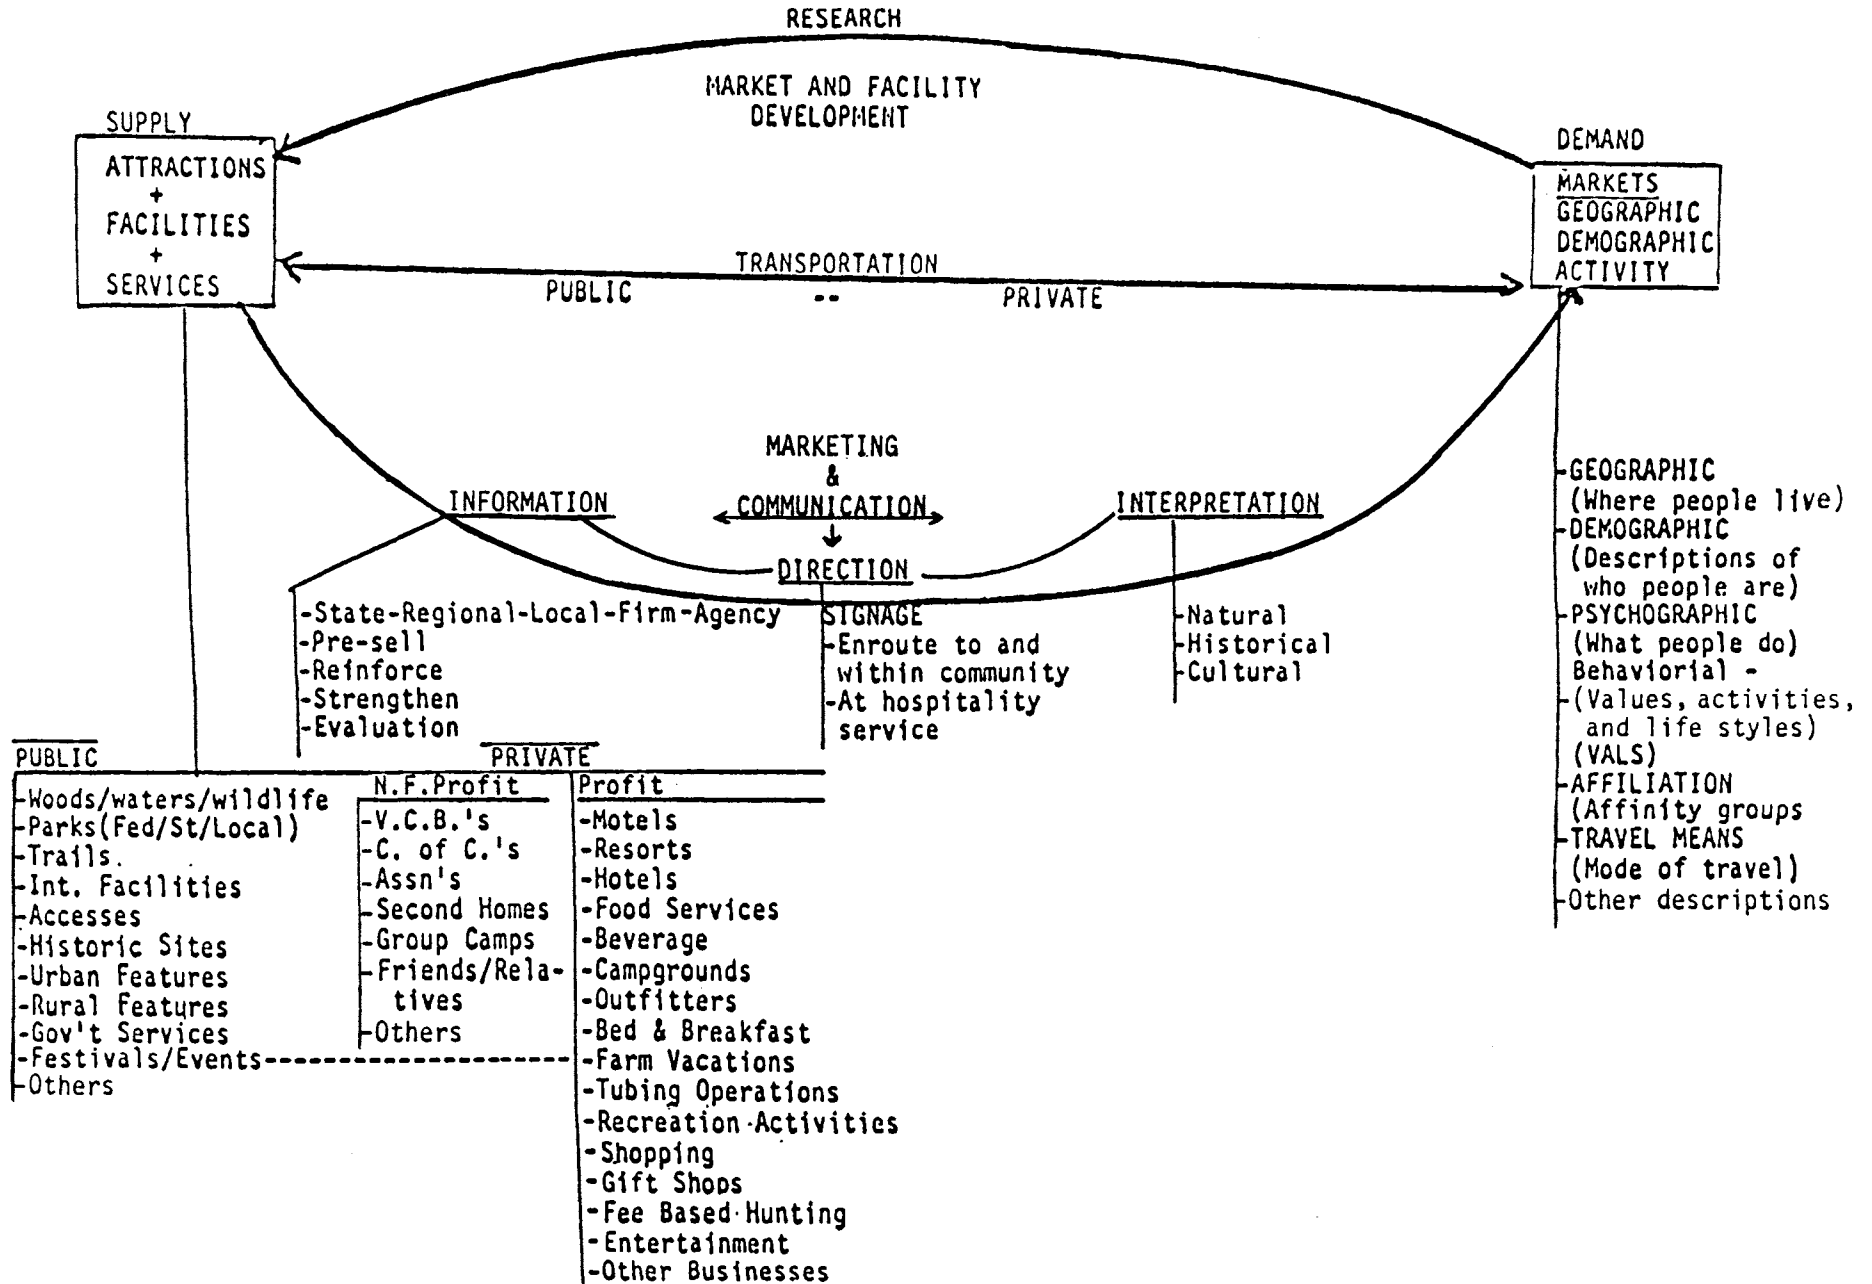 RESEARCH
MARKET AND FACILITY
DEVELOPMENT
SUPPLY
ATTRACTIONS
+
FACILITIES
+
SERVICES
DEMAND
MARKETS
GEOGRAPHIC
DEMOGRAPHIC
ACTIVITY
TRANSPORTATION
PUBLIC -- PRIVATE
MARKETING
&
COMMUNICATION
INFORMATION
INTERPRETATION
DIRECTION
-State-Regional-Local-Firm-Agency
-Pre-sell
-Reinforce
-Strengthen
-Evaluation
SIGNAGE
-Enroute to and
within community
-At hospitality
service
-Natural
-Historical
-Cultural
-GEOGRAPHIC
(Where people live)
-DEMOGRAPHIC
(Descriptions of
who people are)
-PSYCHOGRAPHIC
(What people do)
Behaviorial -
-(Values, activities,
and life styles)
(VALS)
-AFFILIATION
(Affinity groups
-TRAVEL MEANS
(Mode of travel)
-Other descriptions
PUBLIC
-Woods/waters/wildlife
-Parks(Fed/St/Local)
-Trails.
-Int. Facilities
-Accesses
-Historic Sites
-Urban Features
-Rural Features
-Gov't Services
-Festivals/Events--------------------
-Others
PRIVATE
N.F.Profit
-V.C.B.'s
-C. of C.'s
-Assn's
-Second Homes
-Group Camps
-Friends/Rela-
tives
-Others
Profit
-Motels
-Resorts
-Hotels
-Food Services
-Beverage
-Campgrounds
-Outfitters
-Bed & Breakfast
-Farm Vacations
-Tubing Operations
-Recreation Activities
-Shopping
-Gift Shops
-Fee Based Hunting
-Entertainment
-Other Businesses